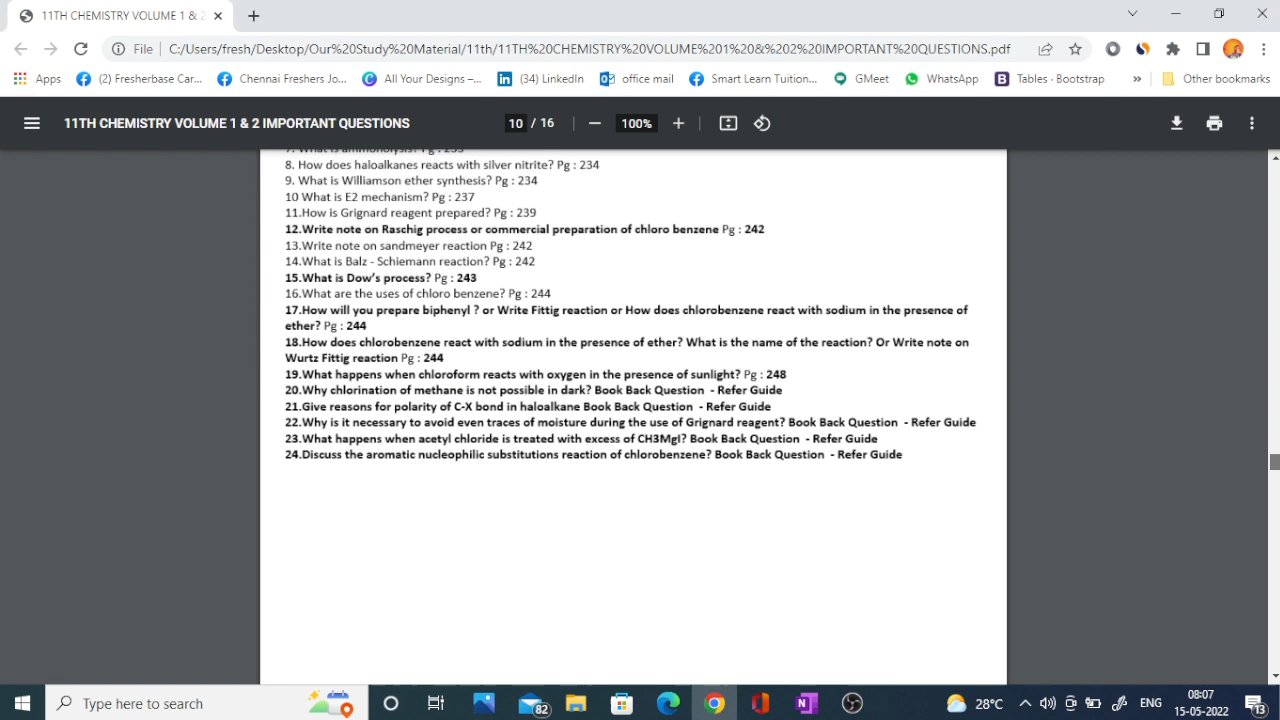 11TH CHEMISTRY VOLUME 1 & 2
File
C:/Users/fresh/Desktop/Our%20Study%20Material/11th/11TH%20CHEMISTRY%20VOLUME%201%20&%202%20IMPORTANT%20QUESTIONS.pdf
Apps
(2) Fresherbase Car...
Chennai Freshers Jo...
All Your Designs –...
(34) LinkedIn
office mail
Smart Learn Tuition...
GMeet
WhatsApp
Tables · Bootstrap
»
Other bookmarks
11TH CHEMISTRY VOLUME 1 & 2 IMPORTANT QUESTIONS
10 / 16
100%
7. What is ammonolysis? Pg : 233
8. How does haloalkanes reacts with silver nitrite? Pg : 234
9. What is Williamson ether synthesis? Pg : 234
10 What is E2 mechanism? Pg : 237
11.How is Grignard reagent prepared? Pg : 239
12.Write note on Raschig process or commercial preparation of chloro benzene Pg : 242
13.Write note on sandmeyer reaction Pg : 242
14.What is Balz - Schiemann reaction? Pg : 242
15.What is Dow's process? Pg : 243
16.What are the uses of chloro benzene? Pg : 244
17.How will you prepare biphenyl ? or Write Fittig reaction or How does chlorobenzene react with sodium in the presence of
ether? Pg : 244
18.How does chlorobenzene react with sodium in the presence of ether? What is the name of the reaction? Or Write note on
Wurtz Fittig reaction Pg : 244
19.What happens when chloroform reacts with oxygen in the presence of sunlight? Pg : 248
20.Why chlorination of methane is not possible in dark? Book Back Question - Refer Guide
21.Give reasons for polarity of C-X bond in haloalkane Book Back Question - Refer Guide
22.Why is it necessary to avoid even traces of moisture during the use of Grignard reagent? Book Back Question - Refer Guide
23.What happens when acetyl chloride is treated with excess of CH3MgI? Book Back Question - Refer Guide
24.Discuss the aromatic nucleophilic substitutions reaction of chlorobenzene? Book Back Question - Refer Guide
Type here to search
82
28°C
ENG
08:07
15-05-2022
13